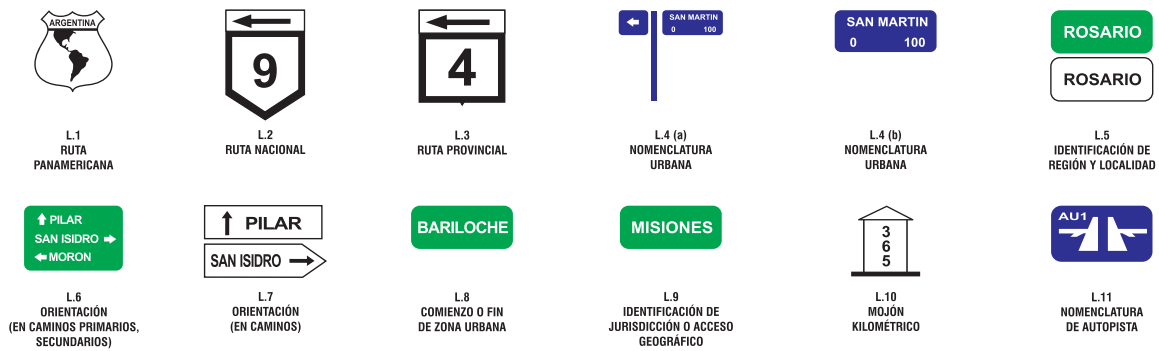 ARGENTINA
L.1
RUTA
PANAMERICANA
9
L.2
RUTA NACIONAL
4
L.3
RUTA PROVINCIAL
SAN MARTIN
0 100
L.4 (a)
NOMENCLATURA
URBANA
SAN MARTIN
0 100
L.4 (b)
NOMENCLATURA
URBANA
ROSARIO
ROSARIO
L.5
IDENTIFICACIÓN DE
REGIÓN Y LOCALIDAD
PILAR
SAN ISIDRO
MORON
L.6
ORIENTACIÓN
(EN CAMINOS PRIMARIOS,
SECUNDARIOS)
PILAR
SAN ISIDRO
L.7
ORIENTACIÓN
(EN CAMINOS)
BARILOCHE
L.8
COMIENZO O FIN
DE ZONA URBANA
MISIONES
L.9
IDENTIFICACIÓN DE
JURISDICCIÓN O ACCESO
GEOGRÁFICO
3
6
5
L.10
MOJÓN
KILOMÉTRICO
AU1
L.11
NOMENCLATURA
DE AUTOPISTA